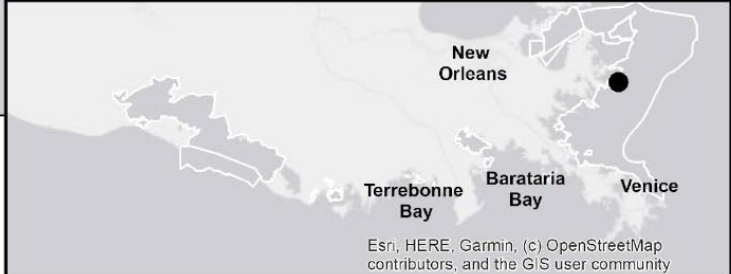 New
Orleans
Terrebonne
Bay
Barataria
Bay
Venice
Esri, HERE, Garmin, (c) OpenStreetMap
contributors, and the GIS user community